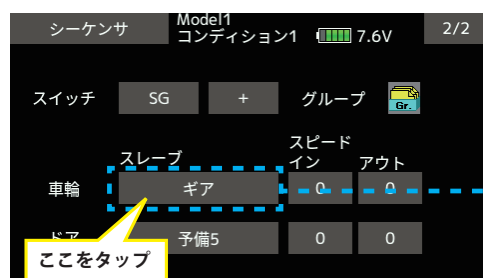 シーケンサ
Model1
コンディション1
7.6V
2/2
スイッチ
SG
+
グループ
Gr.
スピード
スレーブ
イン
アウト
車輪
ギア
0
0
ドア
予備5
0
0
ここをタップ